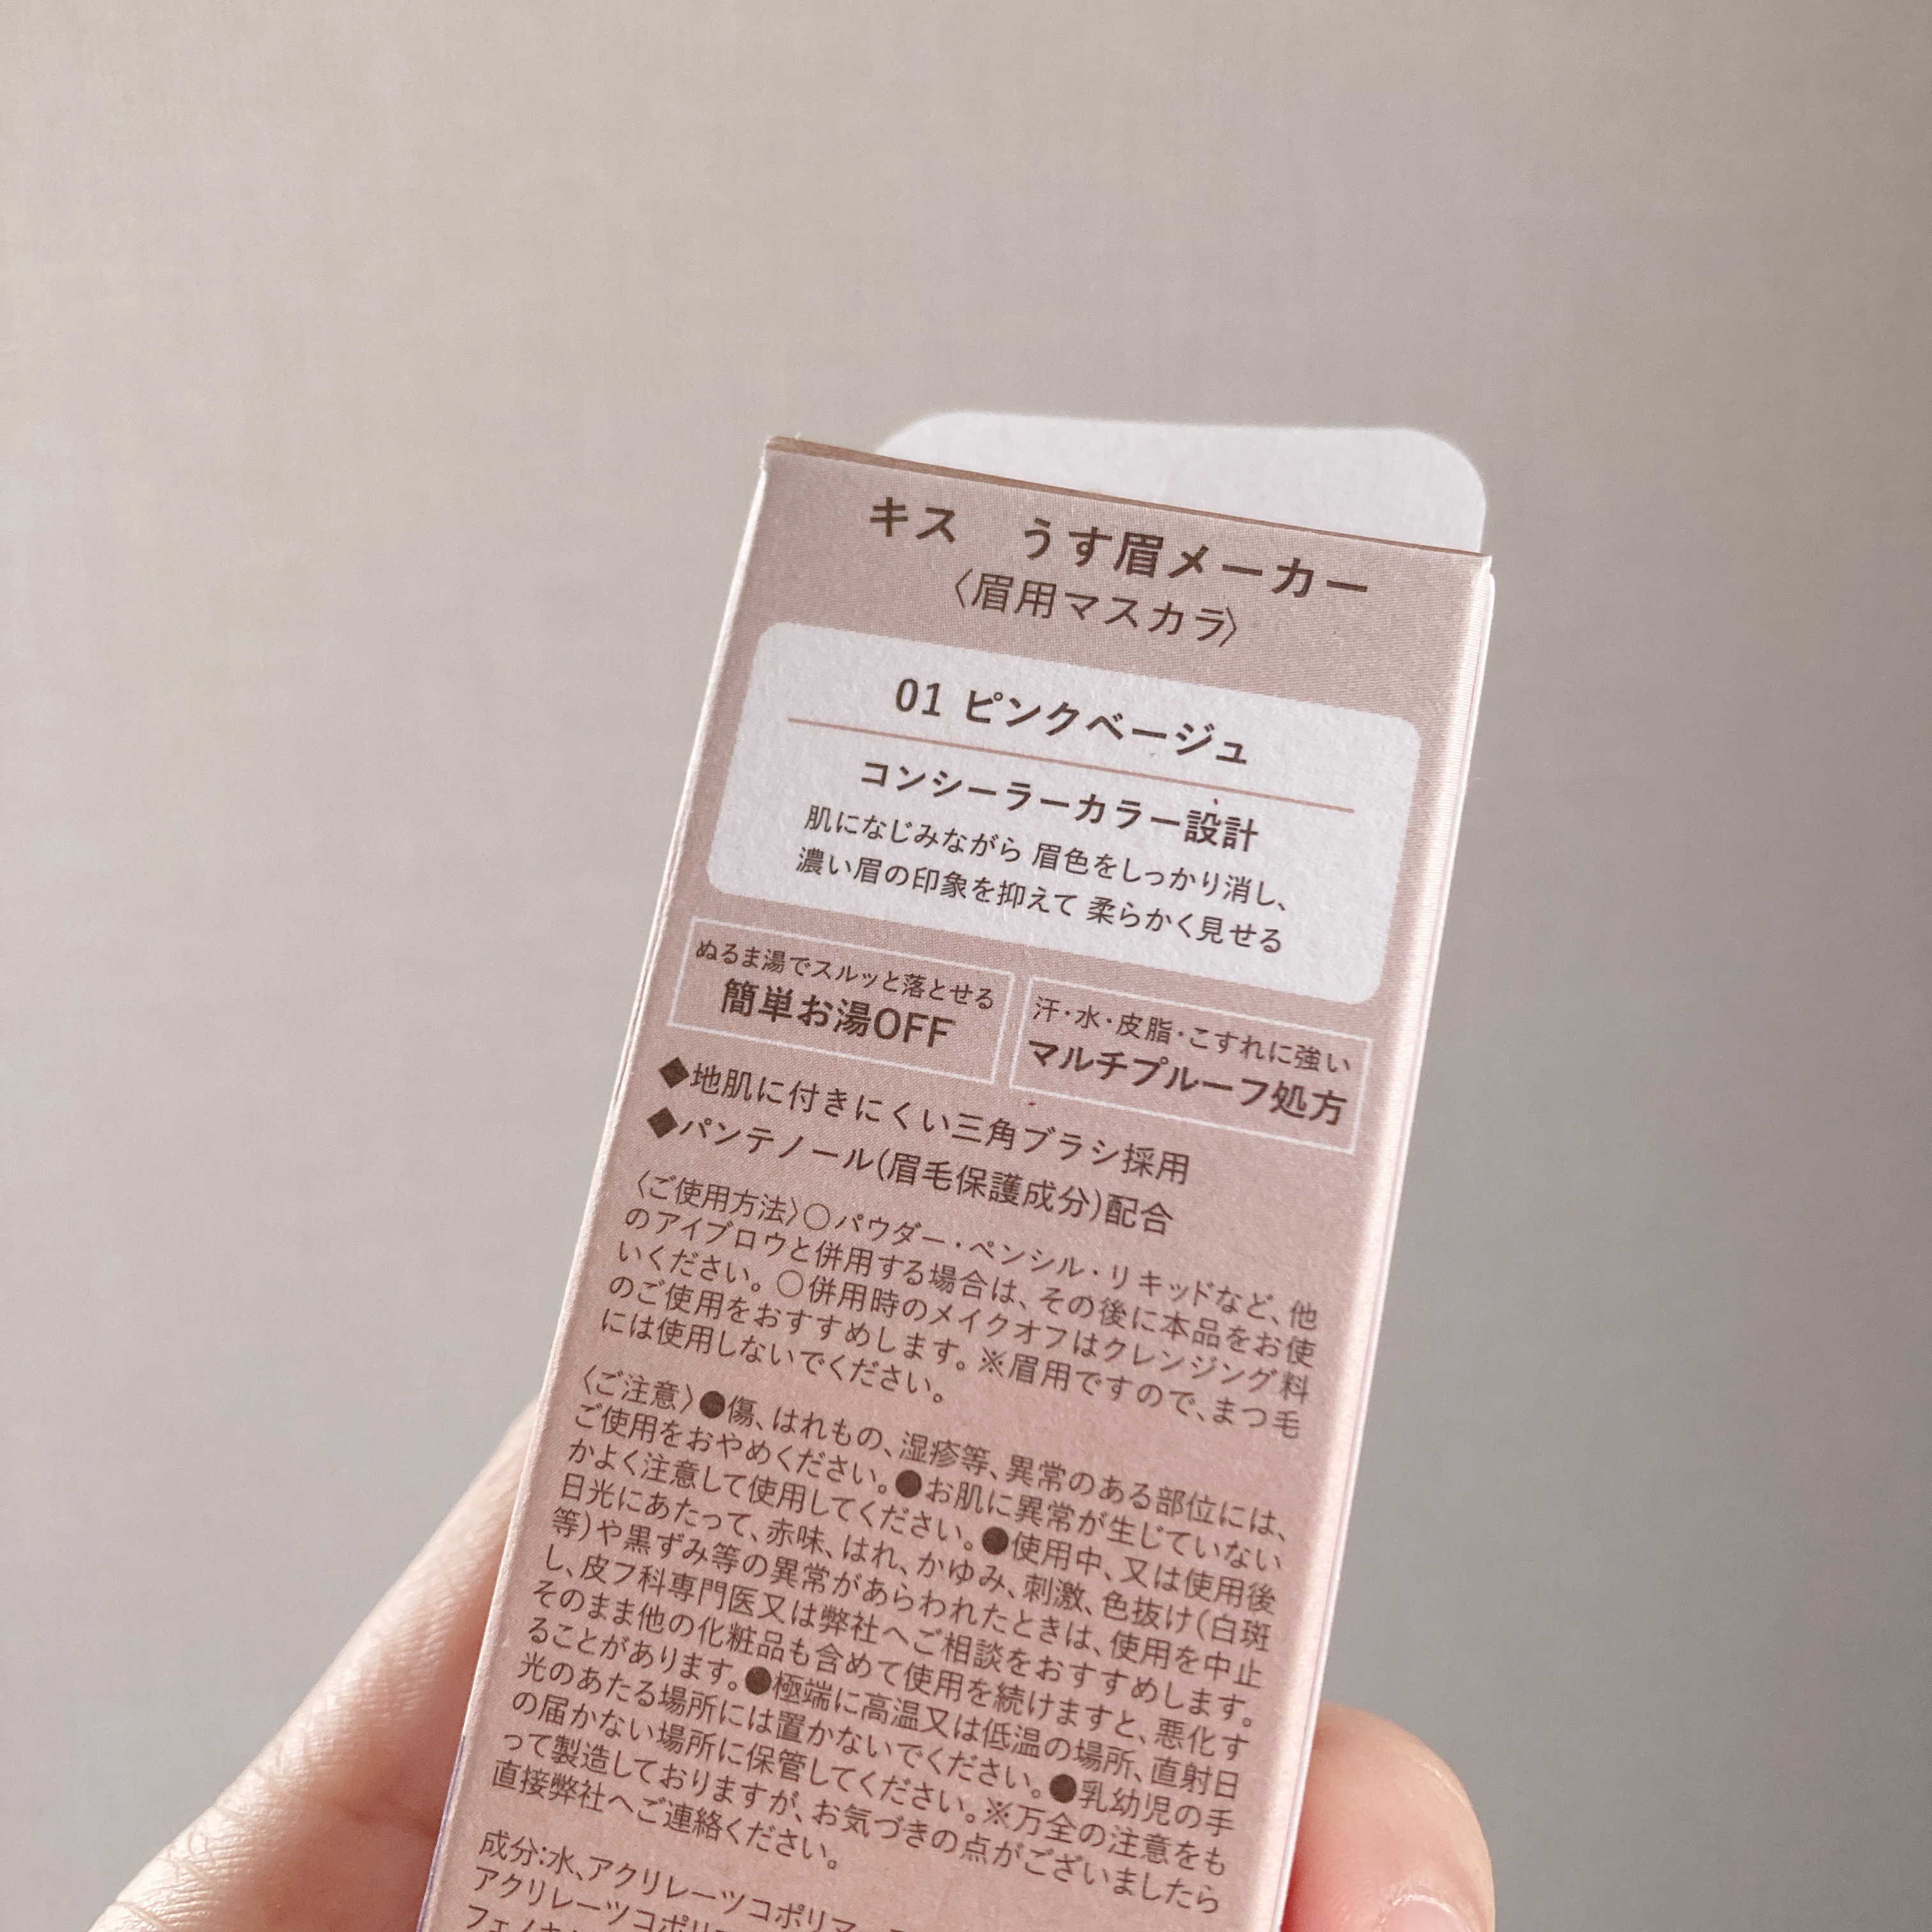 キス　うす眉メーカー
〈眉用マスカラ〉
01 ピンクベージュ
コンシーラーカラー設計
肌になじみながら 眉色をしっかり消し、
濃い眉の印象を抑えて 柔らかく見せる
ぬるま湯でスルッと落とせる
簡単お湯OFF
汗・水・皮脂・こすれに強い
マルチプルーフ処方
◆地肌に付きにくい三角ブラシ採用
◆パンテノール(眉毛保護成分)配合
〈ご使用方法〉○パウダー・ペンシル・リキッドなど、他
のアイブロウと併用する場合は、その後に本品をお使
いください。○併用時のメイクオフはクレンジング料
のご使用をおすすめします。※眉用ですので、まつ毛
には使用しないでください。
〈ご注意〉●傷、はれもの、湿疹等、異常のある部位には、
ご使用をおやめください。●お肌に異常が生じていない
かよく注意して使用してください。●使用中、又は使用後
日光にあたって、赤味、はれ、かゆみ、刺激、色抜け(白斑
等)や黒ずみ等の異常があらわれたときは、使用を中止
し、皮フ科専門医又は弊社へご相談をおすすめします。
そのまま他の化粧品も含めて使用を続けますと、悪化す
ることがあります。●極端に高温又は低温の場所、直射日
光のあたる場所には置かないでください。●乳幼児の手
の届かない場所に保管してください。※万全の注意をも
って製造しておりますが、お気づきの点がございましたら
直接弊社へご連絡ください。
成分:水、アクリレーツコポリマー
アクリレーツコポリ